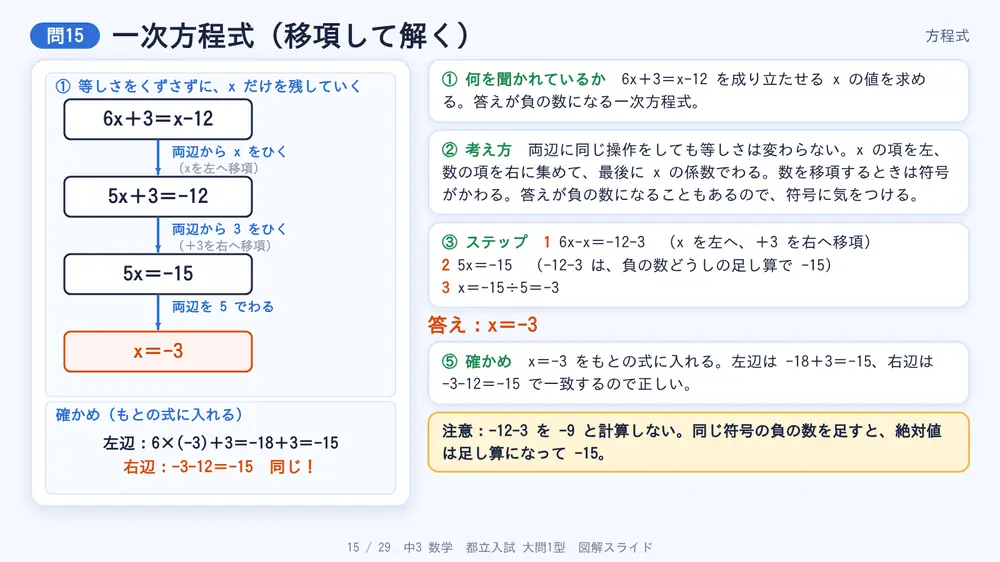 問15 一次方程式（移項して解く） 方程式
① 等しさをくずさずに、x だけを残していく
6x＋3＝x-12
両辺から x をひく
（xを左へ移項）
5x＋3＝-12
両辺から 3 をひく
（＋3を右へ移項）
5x＝-15
両辺を 5 でわる
x＝-3
確かめ（もとの式に入れる）
左辺：6×(-3)＋3＝-18＋3＝-15
右辺：-3-12＝-15 同じ！
① 何を聞かれているか 6x＋3＝x-12 を成り立たせる x の値を求め
る。答えが負の数になる一次方程式。
② 考え方 両辺に同じ操作をしても等しさは変わらない。x の項を左、
数の項を右に集めて、最後に x の係数でわる。数を移項するときは符号
がかわる。答えが負の数になることもあるので、符号に気をつける。
③ ステップ 1 6x-x＝-12-3 （x を左へ、＋3 を右へ移項）
2 5x＝-15 （-12-3 は、負の数どうしの足し算で -15）
3 x＝-15÷5＝-3
答え：x＝-3
⑤ 確かめ x＝-3 をもとの式に入れる。左辺は -18＋3＝-15、右辺は
-3-12＝-15 で一致するので正しい。
注意：-12-3 を -9 と計算しない。同じ符号の負の数を足すと、絶対値
は足し算になって -15。
15 / 29 中3 数学 都立入試 大問1型 図解スライド